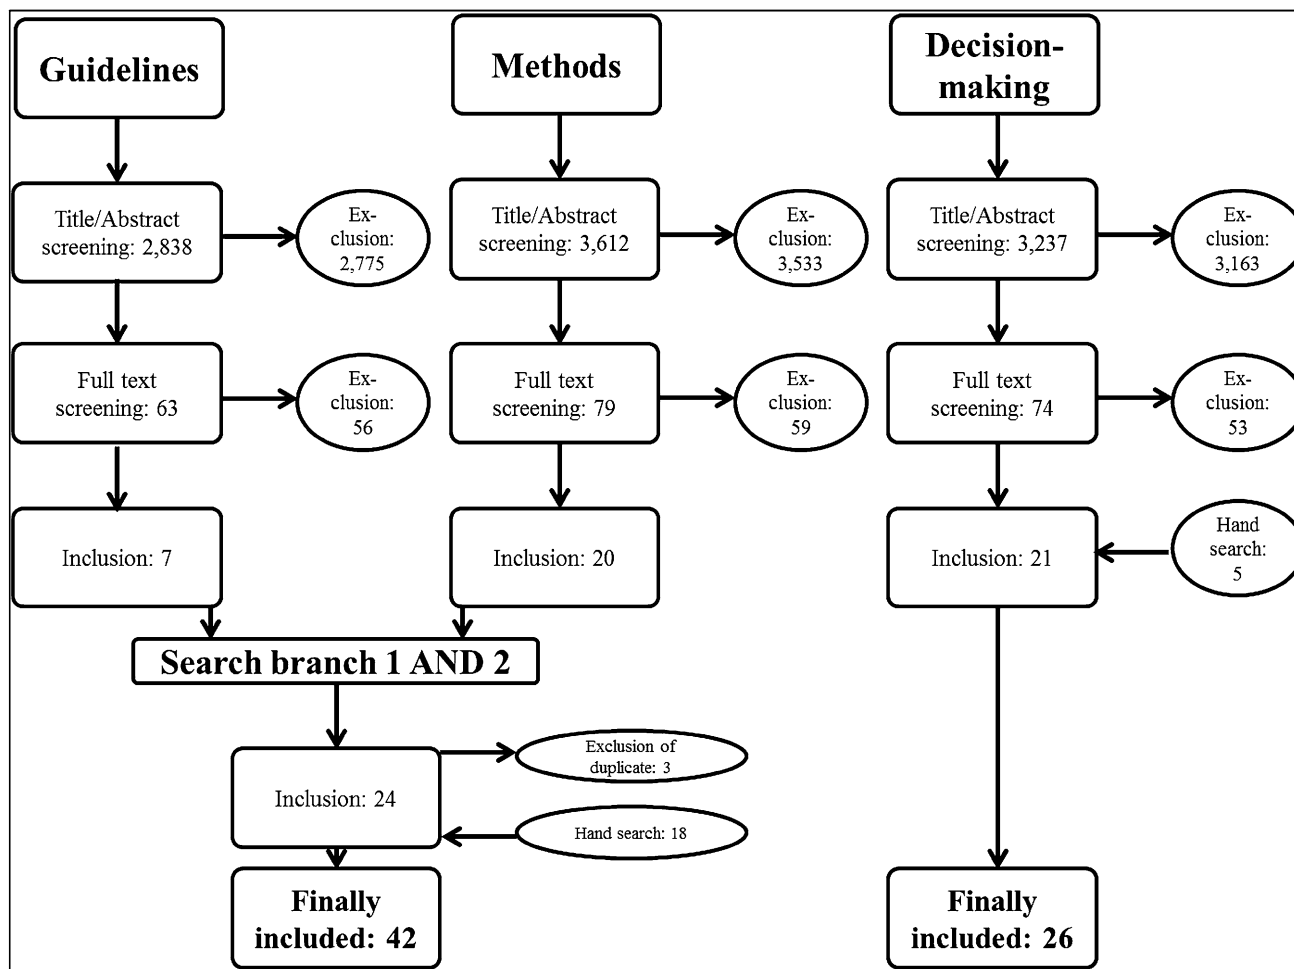 Guidelines
Methods
Decision-
making
Title/Abstract
screening: 2,838
Ex-
clusion:
2,775
Title/Abstract
screening: 3,612
Ex-
clusion:
3,533
Title/Abstract
screening: 3,237
Ex-
clusion:
3,163
Full text
screening: 63
Ex-
clusion:
56
Full text
screening: 79
Ex-
clusion:
59
Full text
screening: 74
Ex-
clusion:
53
Inclusion: 7
Inclusion: 20
Inclusion: 21
Hand
search:
5
Search branch 1 AND 2
Inclusion: 24
Exclusion of
duplicate: 3
Hand search: 18
Finally
included: 42
Finally
included: 26